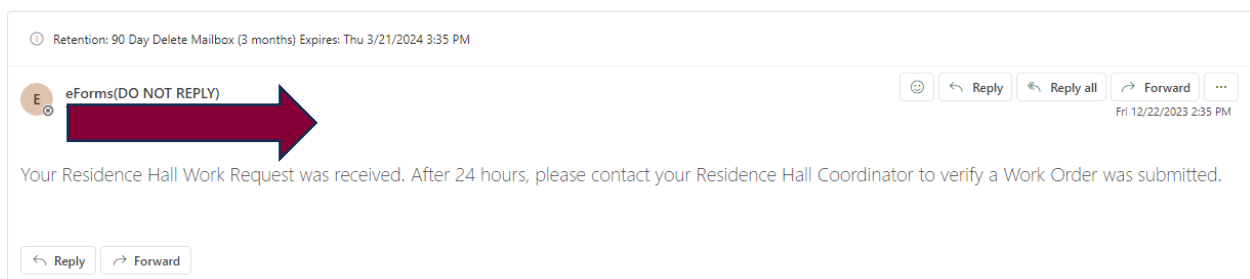 Retention: 90 Day Delete Mailbox (3 months) Expires: Thu 3/21/2024 3:35 PM
E
eForms(DO NOT REPLY)
Reply
Reply all
Forward
Fri 12/22/2023 2:35 PM
Your Residence Hall Work Request was received. After 24 hours, please contact your Residence Hall Coordinator to verify a Work Order was submitted.
Reply
Forward